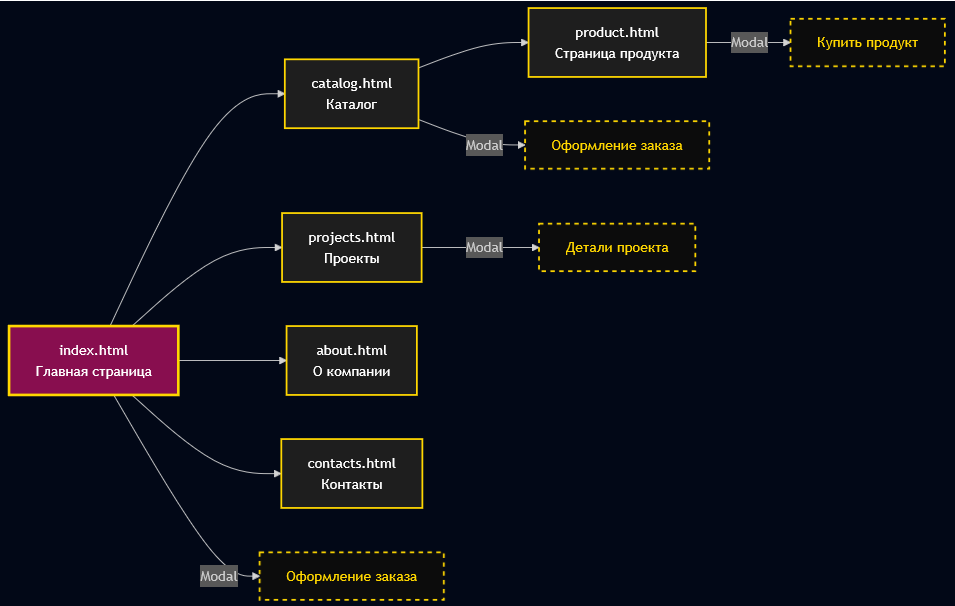 product.html
Страница продукта
Modal
Купить продукт
catalog.html
Каталог
Modal
Оформление заказа
projects.html
Проекты
Modal
Детали проекта
index.html
Главная страница
about.html
О компании
contacts.html
Контакты
Modal
Оформление заказа